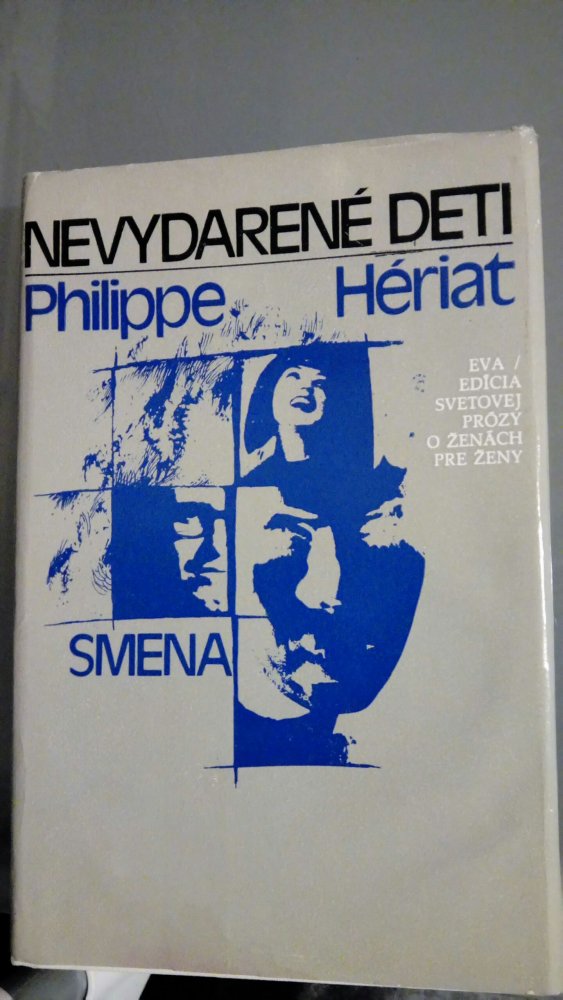 NEVYDARENÉ DETI
Philippe Hériat
EVA /
EDÍCIA
SVETOVEJ
PRÓZY
O ŽENÁCH
PRE ŽENY
SMENA